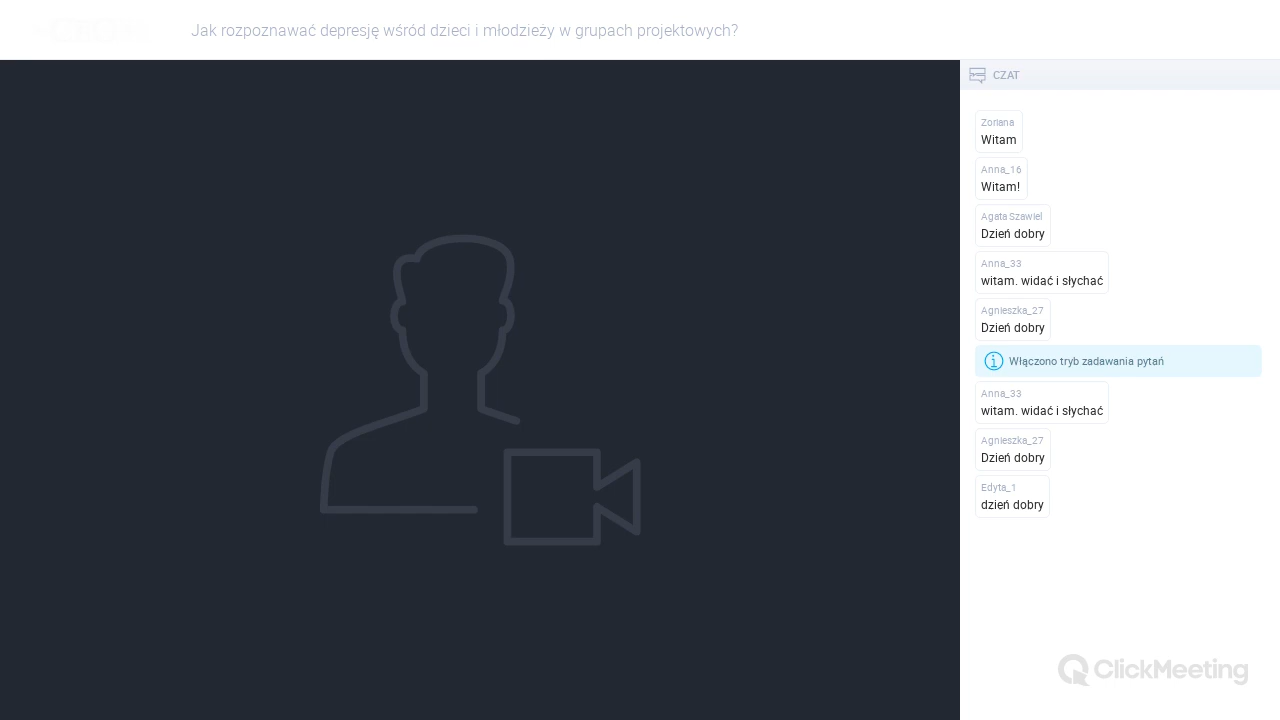 Jak rozpoznawać depresję wśród dzieci i młodzieży w grupach projektowych?
CZAT
Zoriana
Witam
Anna_16
Witam!
Agata Szawiel
Dzień dobry
Anna_33
witam. widać i słychać
Agnieszka_27
Dzień dobry
Włączono tryb zadawania pytań
Anna_33
witam. widać i słychać
Agnieszka_27
Dzień dobry
Edyta_1
dzień dobry
ClickMeeting